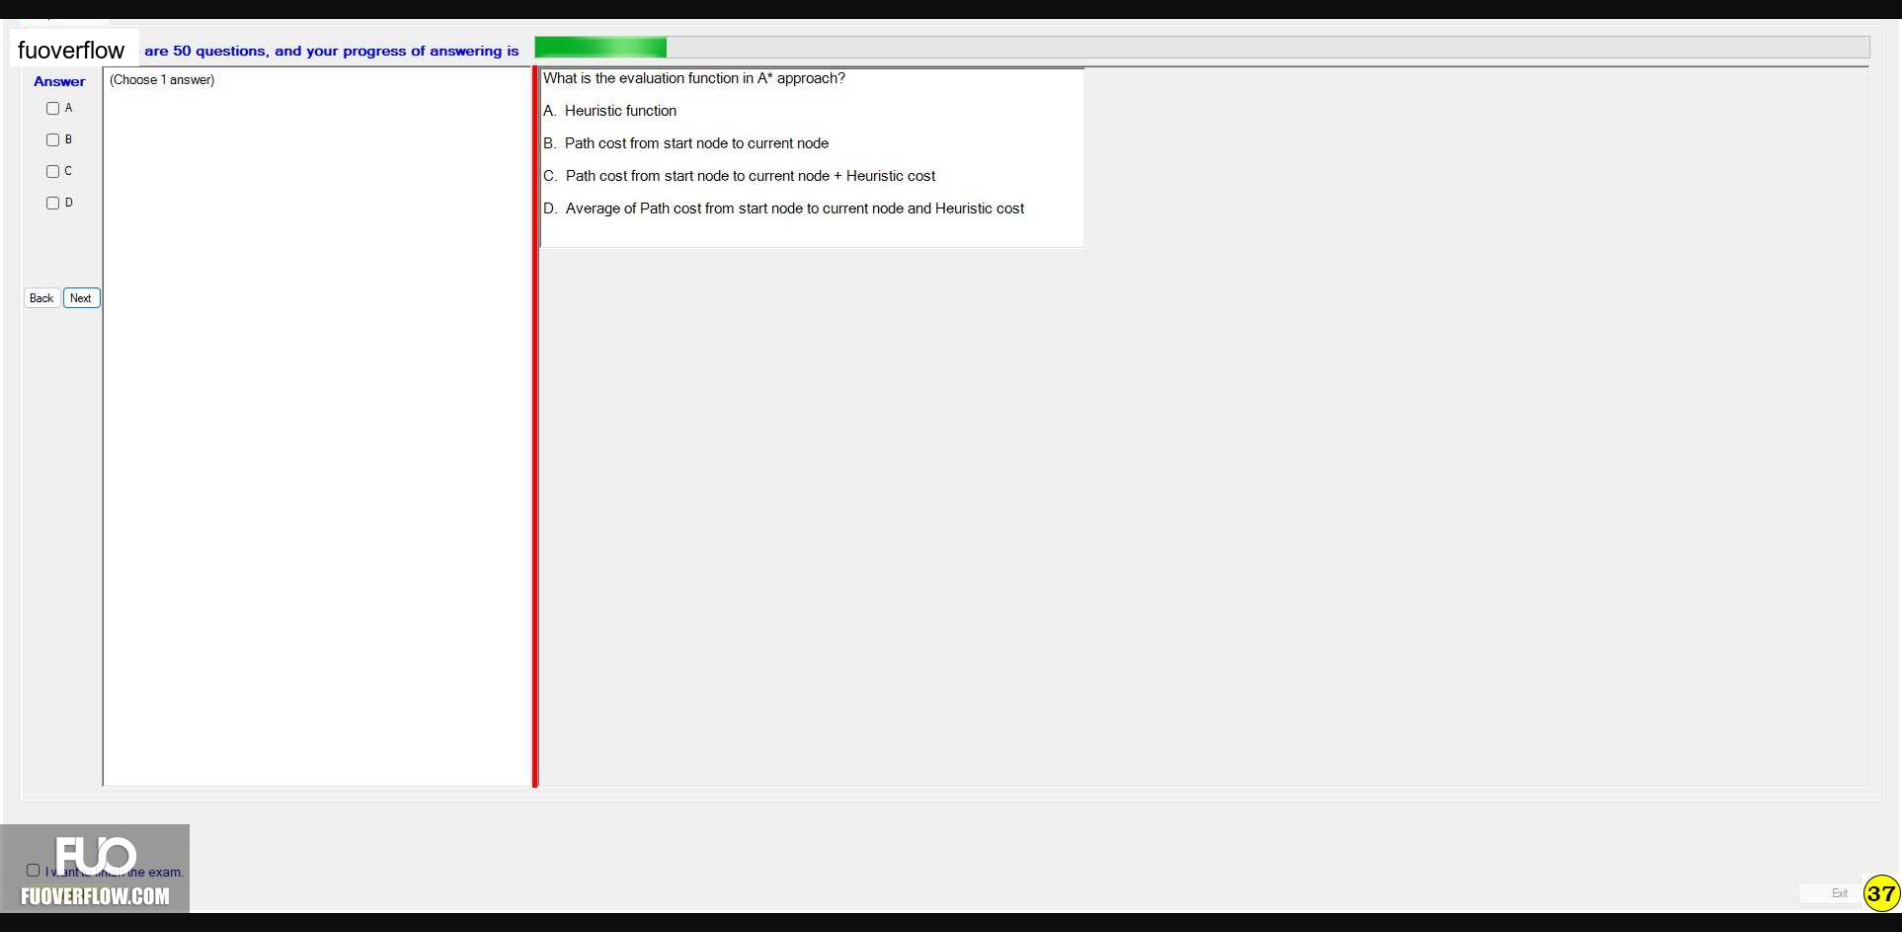 fuoverflow are 50 questions, and your progress of answering is
Answer
(Choose 1 answer)
A
B
C
D
Back Next
What is the evaluation function in A* approach?
A. Heuristic function
B. Path cost from start node to current node
C. Path cost from start node to current node + Heuristic cost
D. Average of Path cost from start node to current node and Heuristic cost
FUO
I want to finish the exam.
FUOVERFLOW.COM
Exit
37